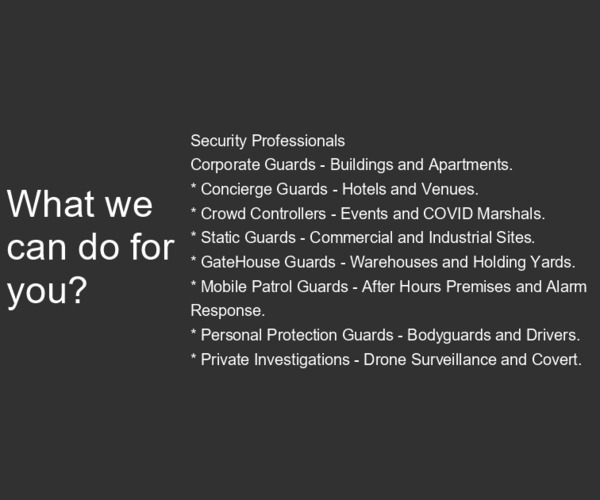 What we
can do for
you?
Security Professionals
Corporate Guards - Buildings and Apartments.
* Concierge Guards - Hotels and Venues.
* Crowd Controllers - Events and COVID Marshals.
* Static Guards - Commercial and Industrial Sites.
* GateHouse Guards - Warehouses and Holding Yards.
* Mobile Patrol Guards - After Hours Premises and Alarm
Response.
* Personal Protection Guards - Bodyguards and Drivers.
* Private Investigations - Drone Surveillance and Covert.